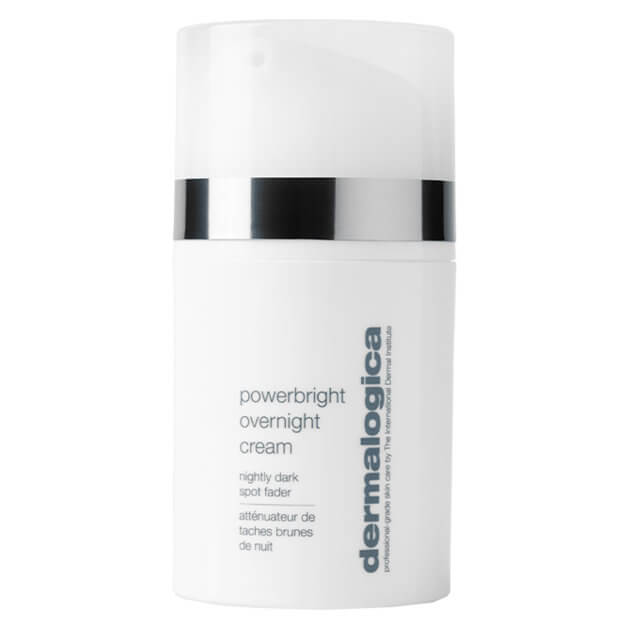 powerbright
overnight
cream
nightly dark
spot fader
atténuateur de
taches brunes
de nuit
dermalogica
professional-grade skin care by The International Dermal Institute